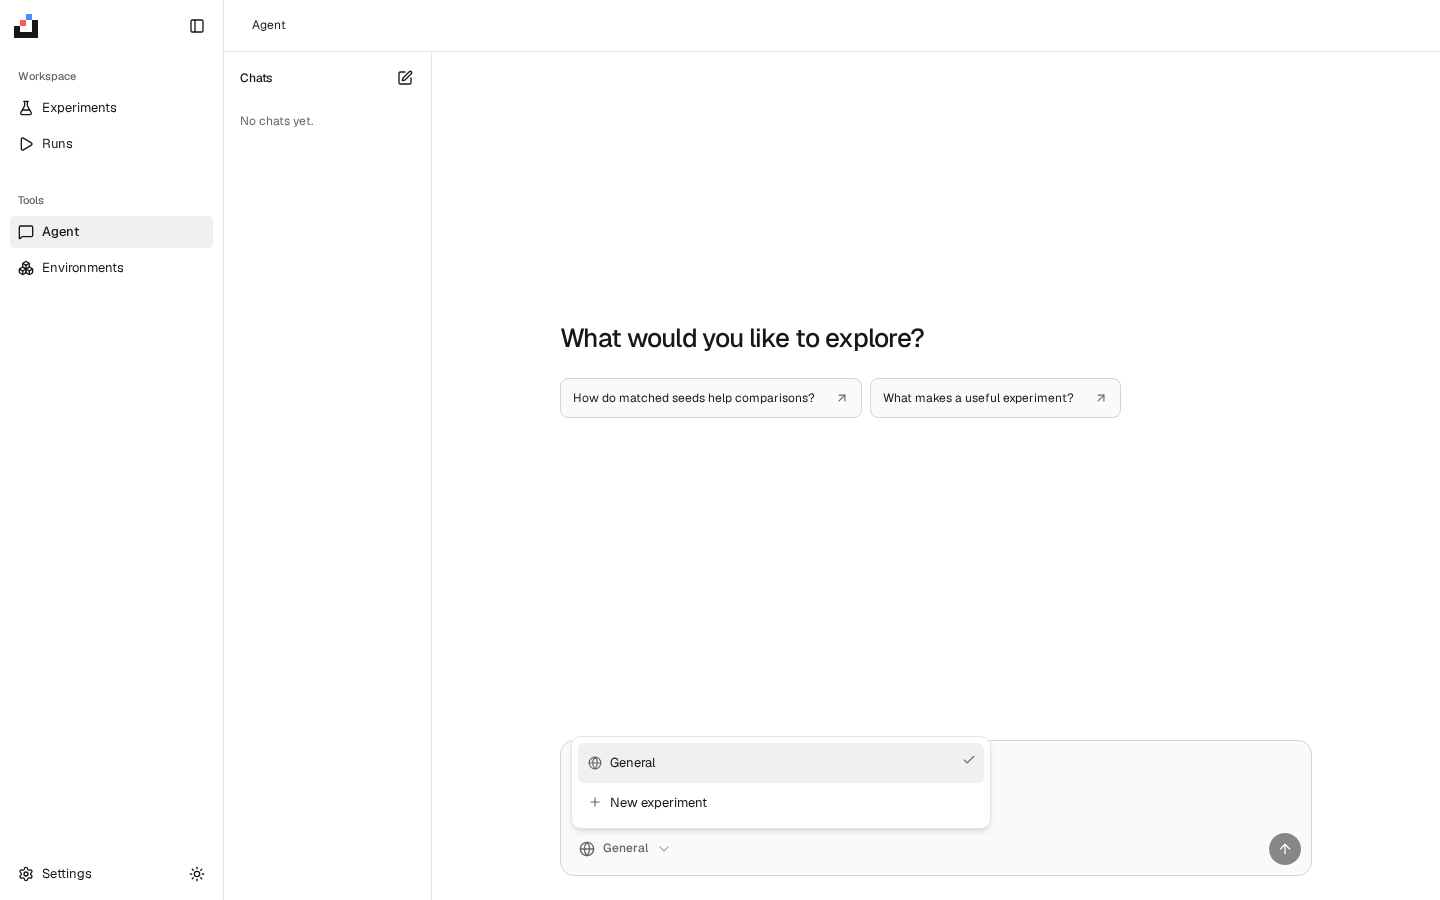 Agent
Workspace
Experiments
Runs
Tools
Agent
Environments
Settings
Chats
No chats yet.
What would you like to explore?
How do matched seeds help comparisons?
What makes a useful experiment?
General
New experiment
General